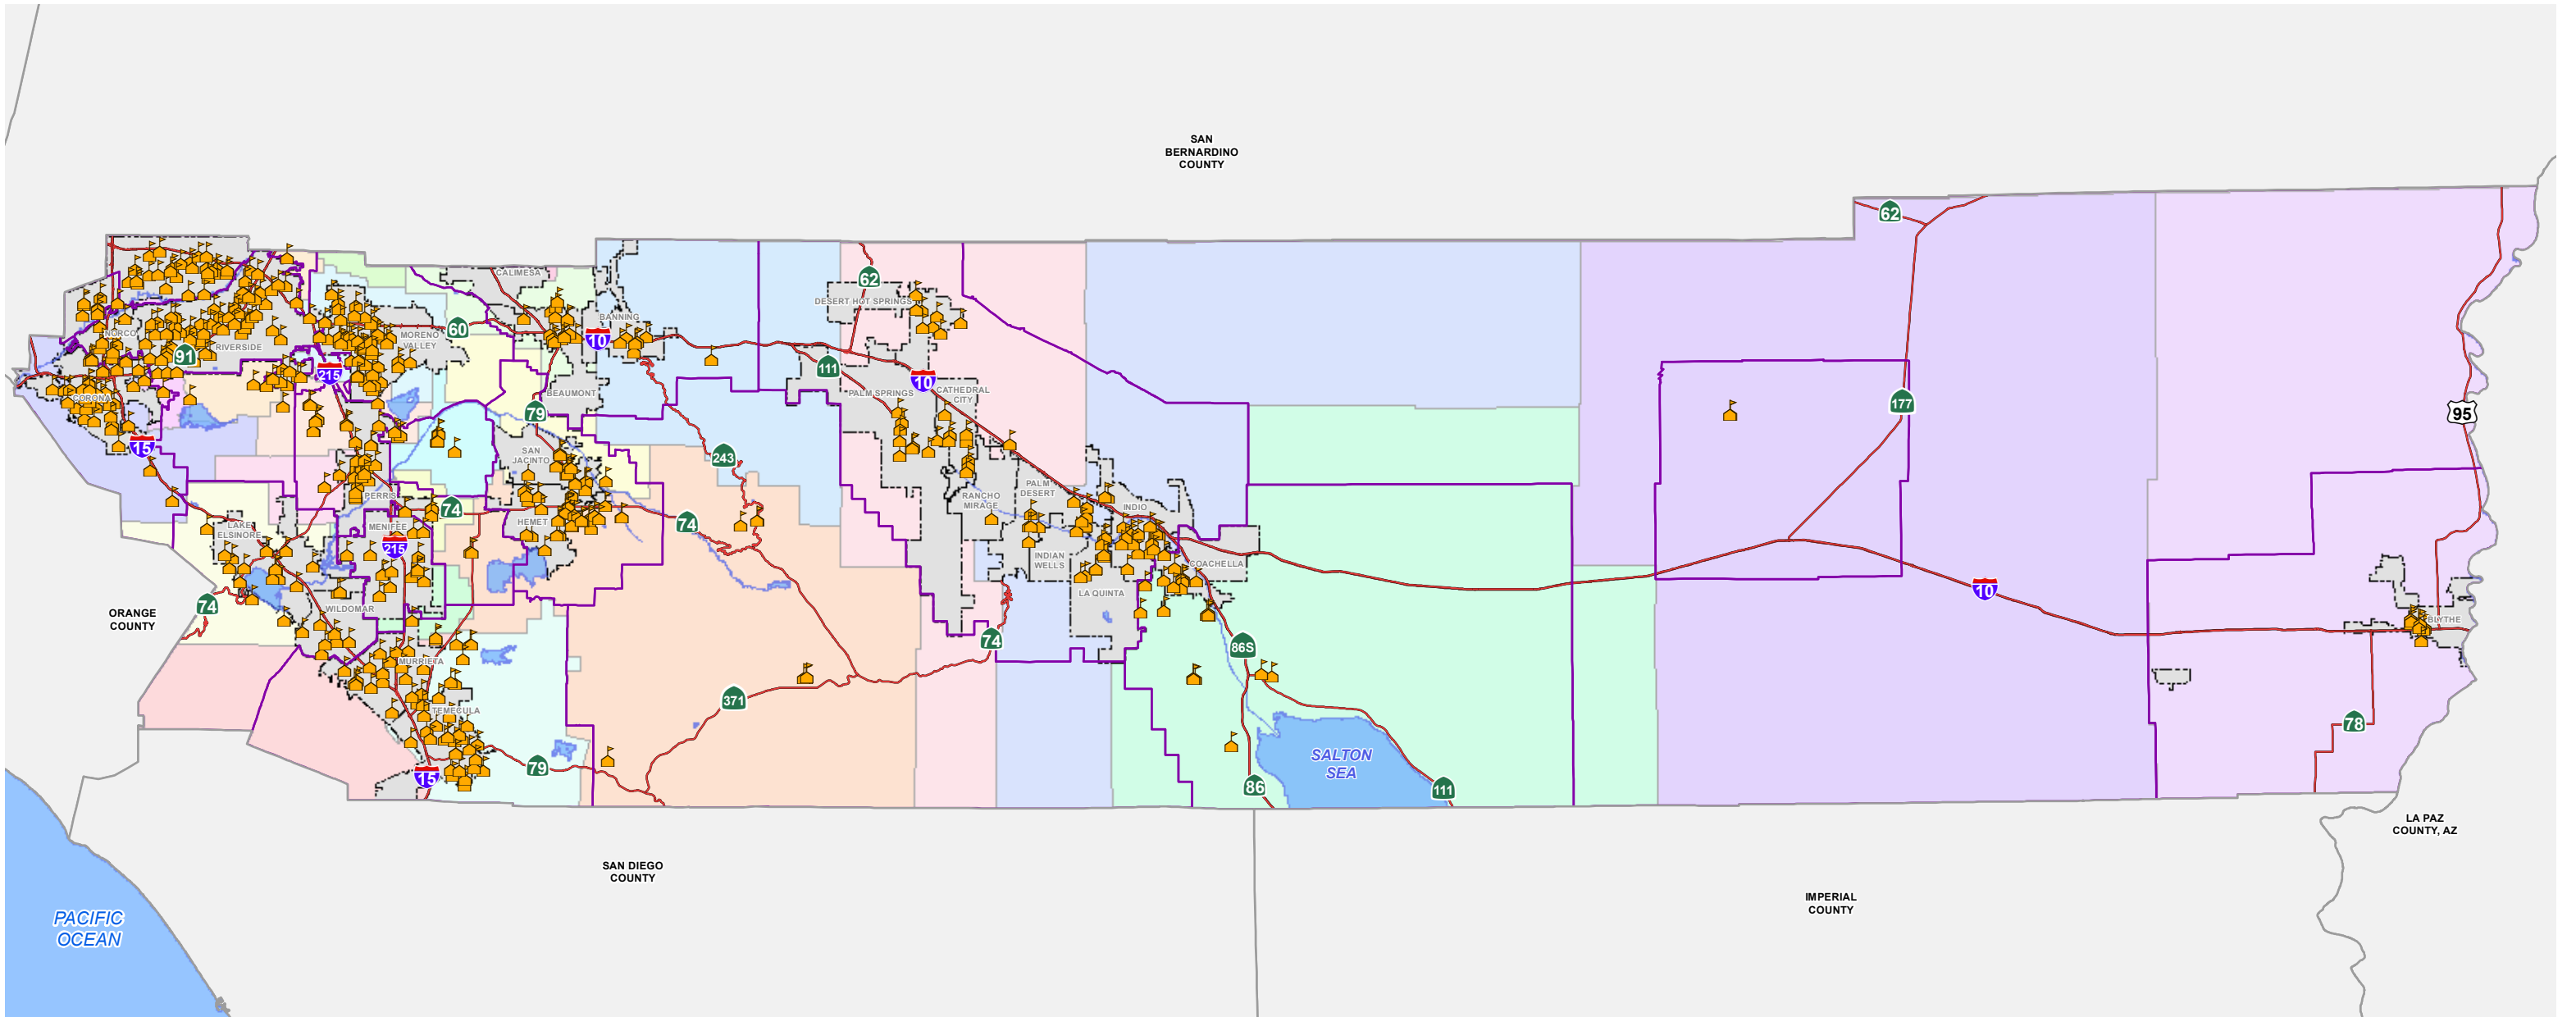 SAN
BERNARDINO
COUNTY
62
CALIMESA
62
DESERT HOT SPRINGS
BANNING
60
10
NORCO
RIVERSIDE
MORENO
VALLEY
91
215
111
10
BEAUMONT
PALM SPRINGS
CATHEDRAL
CITY
CORONA
79
177
95
15
SAN
JACINTO
243
PERRIS
74
RANCHO
MIRAGE
PALM
DESERT
INDIO
LAKE
ELSINORE
MENIFEE
HEMET
74
215
INDIAN
WELLS
COACHELLA
10
LA QUINTA
74
WILDOMAR
ORANGE
COUNTY
BLYTHE
74
86S
MURRIETA
371
TEMECULA
78
SALTON
SEA
79
15
86
111
LA PAZ
COUNTY, AZ
SAN DIEGO
COUNTY
IMPERIAL
COUNTY
PACIFIC
OCEAN